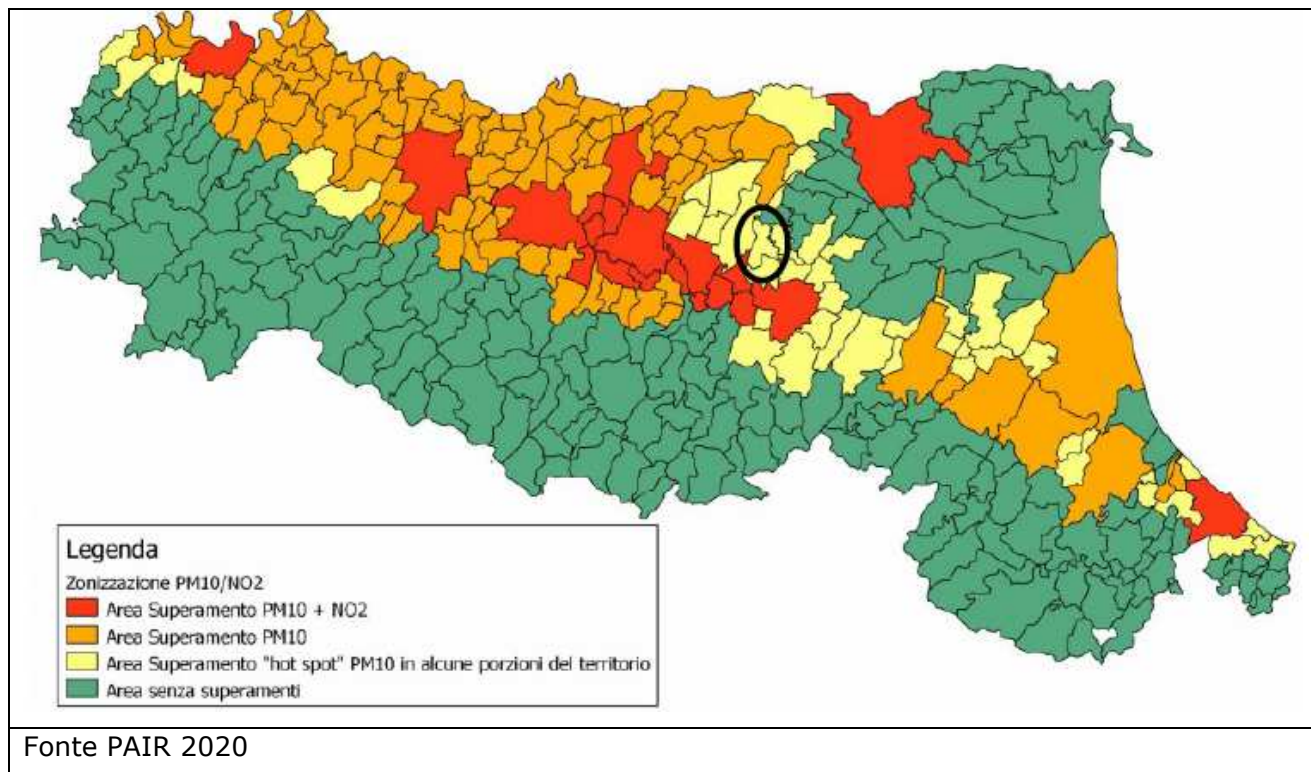 Legenda
Zonizzazione PM10/NO2
Area Superamento PM10 + NO2
Area Superamento PM10
Area Superamento "hot spot" PM10 in alcune porzioni del territorio
Area senza superamenti
Fonte PAIR 2020